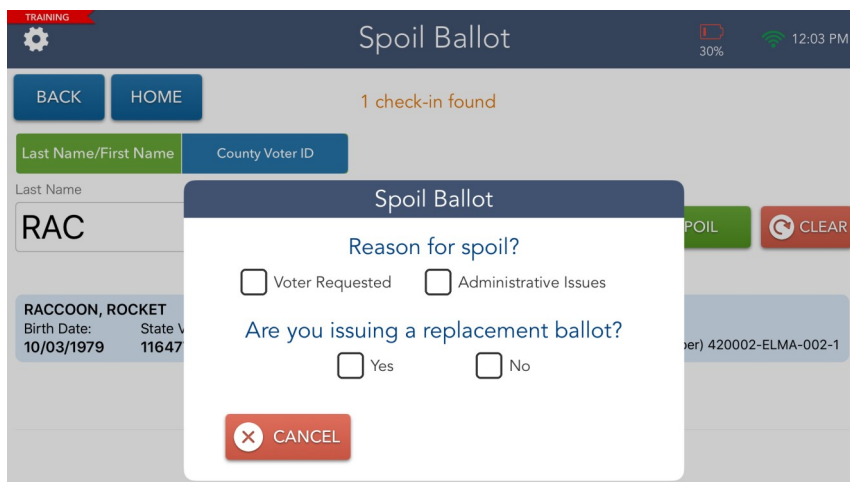 TRAINING
Spoil Ballot
30%
12:03 PM
BACK
HOME
1 check-in found
Last Name/First Name
County Voter ID
Last Name
RAC
POIL
CLEAR
Spoil Ballot
Reason for spoil?
Voter Requested
Administrative Issues
Are you issuing a replacement ballot?
Yes
No
CANCEL
RACCOON, ROCKET
Birth Date: State V
10/03/1979 11647
er) 420002-ELMA-002-1